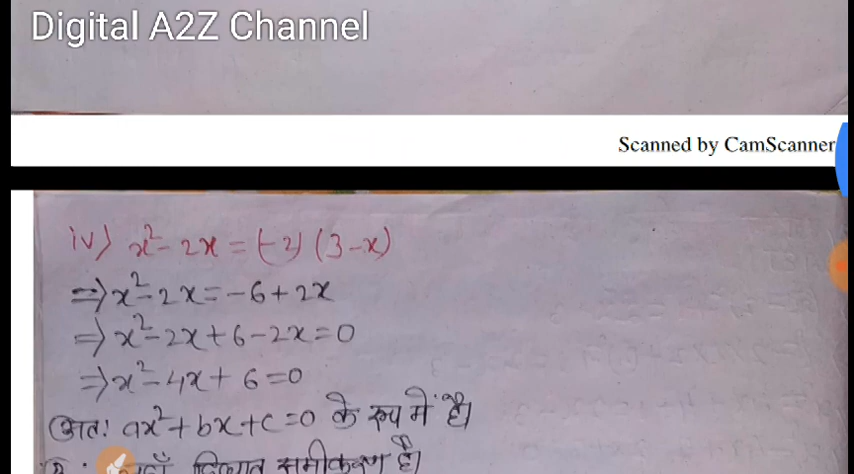 Digital A2Z Channel
Scanned by CamScanner
iv) x² - 2x = (-2) (3-x)
⇒ x² - 2x = -6 + 2x
⇒ x² - 2x + 6 - 2x = 0
⇒ x² - 4x + 6 = 0
अतः ax² + bx + c = 0 के रूप में है।
समीकरण है।